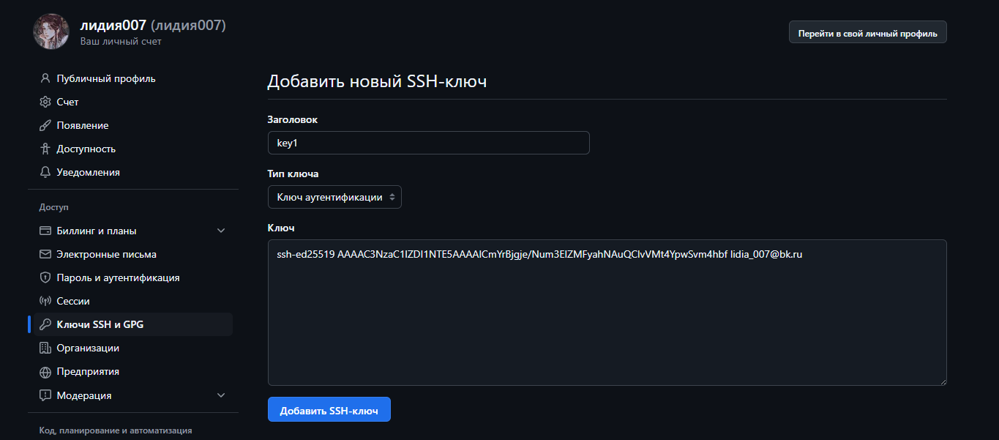 лидия007 (лидия007)
Ваш личный счет
Перейти в свой личный профиль
Публичный профиль
Счет
Появление
Доступность
Уведомления
Доступ
Биллинг и планы
Электронные письма
Пароль и аутентификация
Сессии
Ключи SSH и GPG
Организации
Предприятия
Модерация
Код, планирование и автоматизация
Добавить новый SSH-ключ
Заголовок
key1
Тип ключа
Ключ аутентификации
Ключ
ssh-ed25519 AAAAC3NzaC1lZDI1NTE5AAAAICmYrBjgje/Num3ElZMFyahNAuQClvVMt4YpwSvm4hbf lidia_007@bk.ru
Добавить SSH-ключ